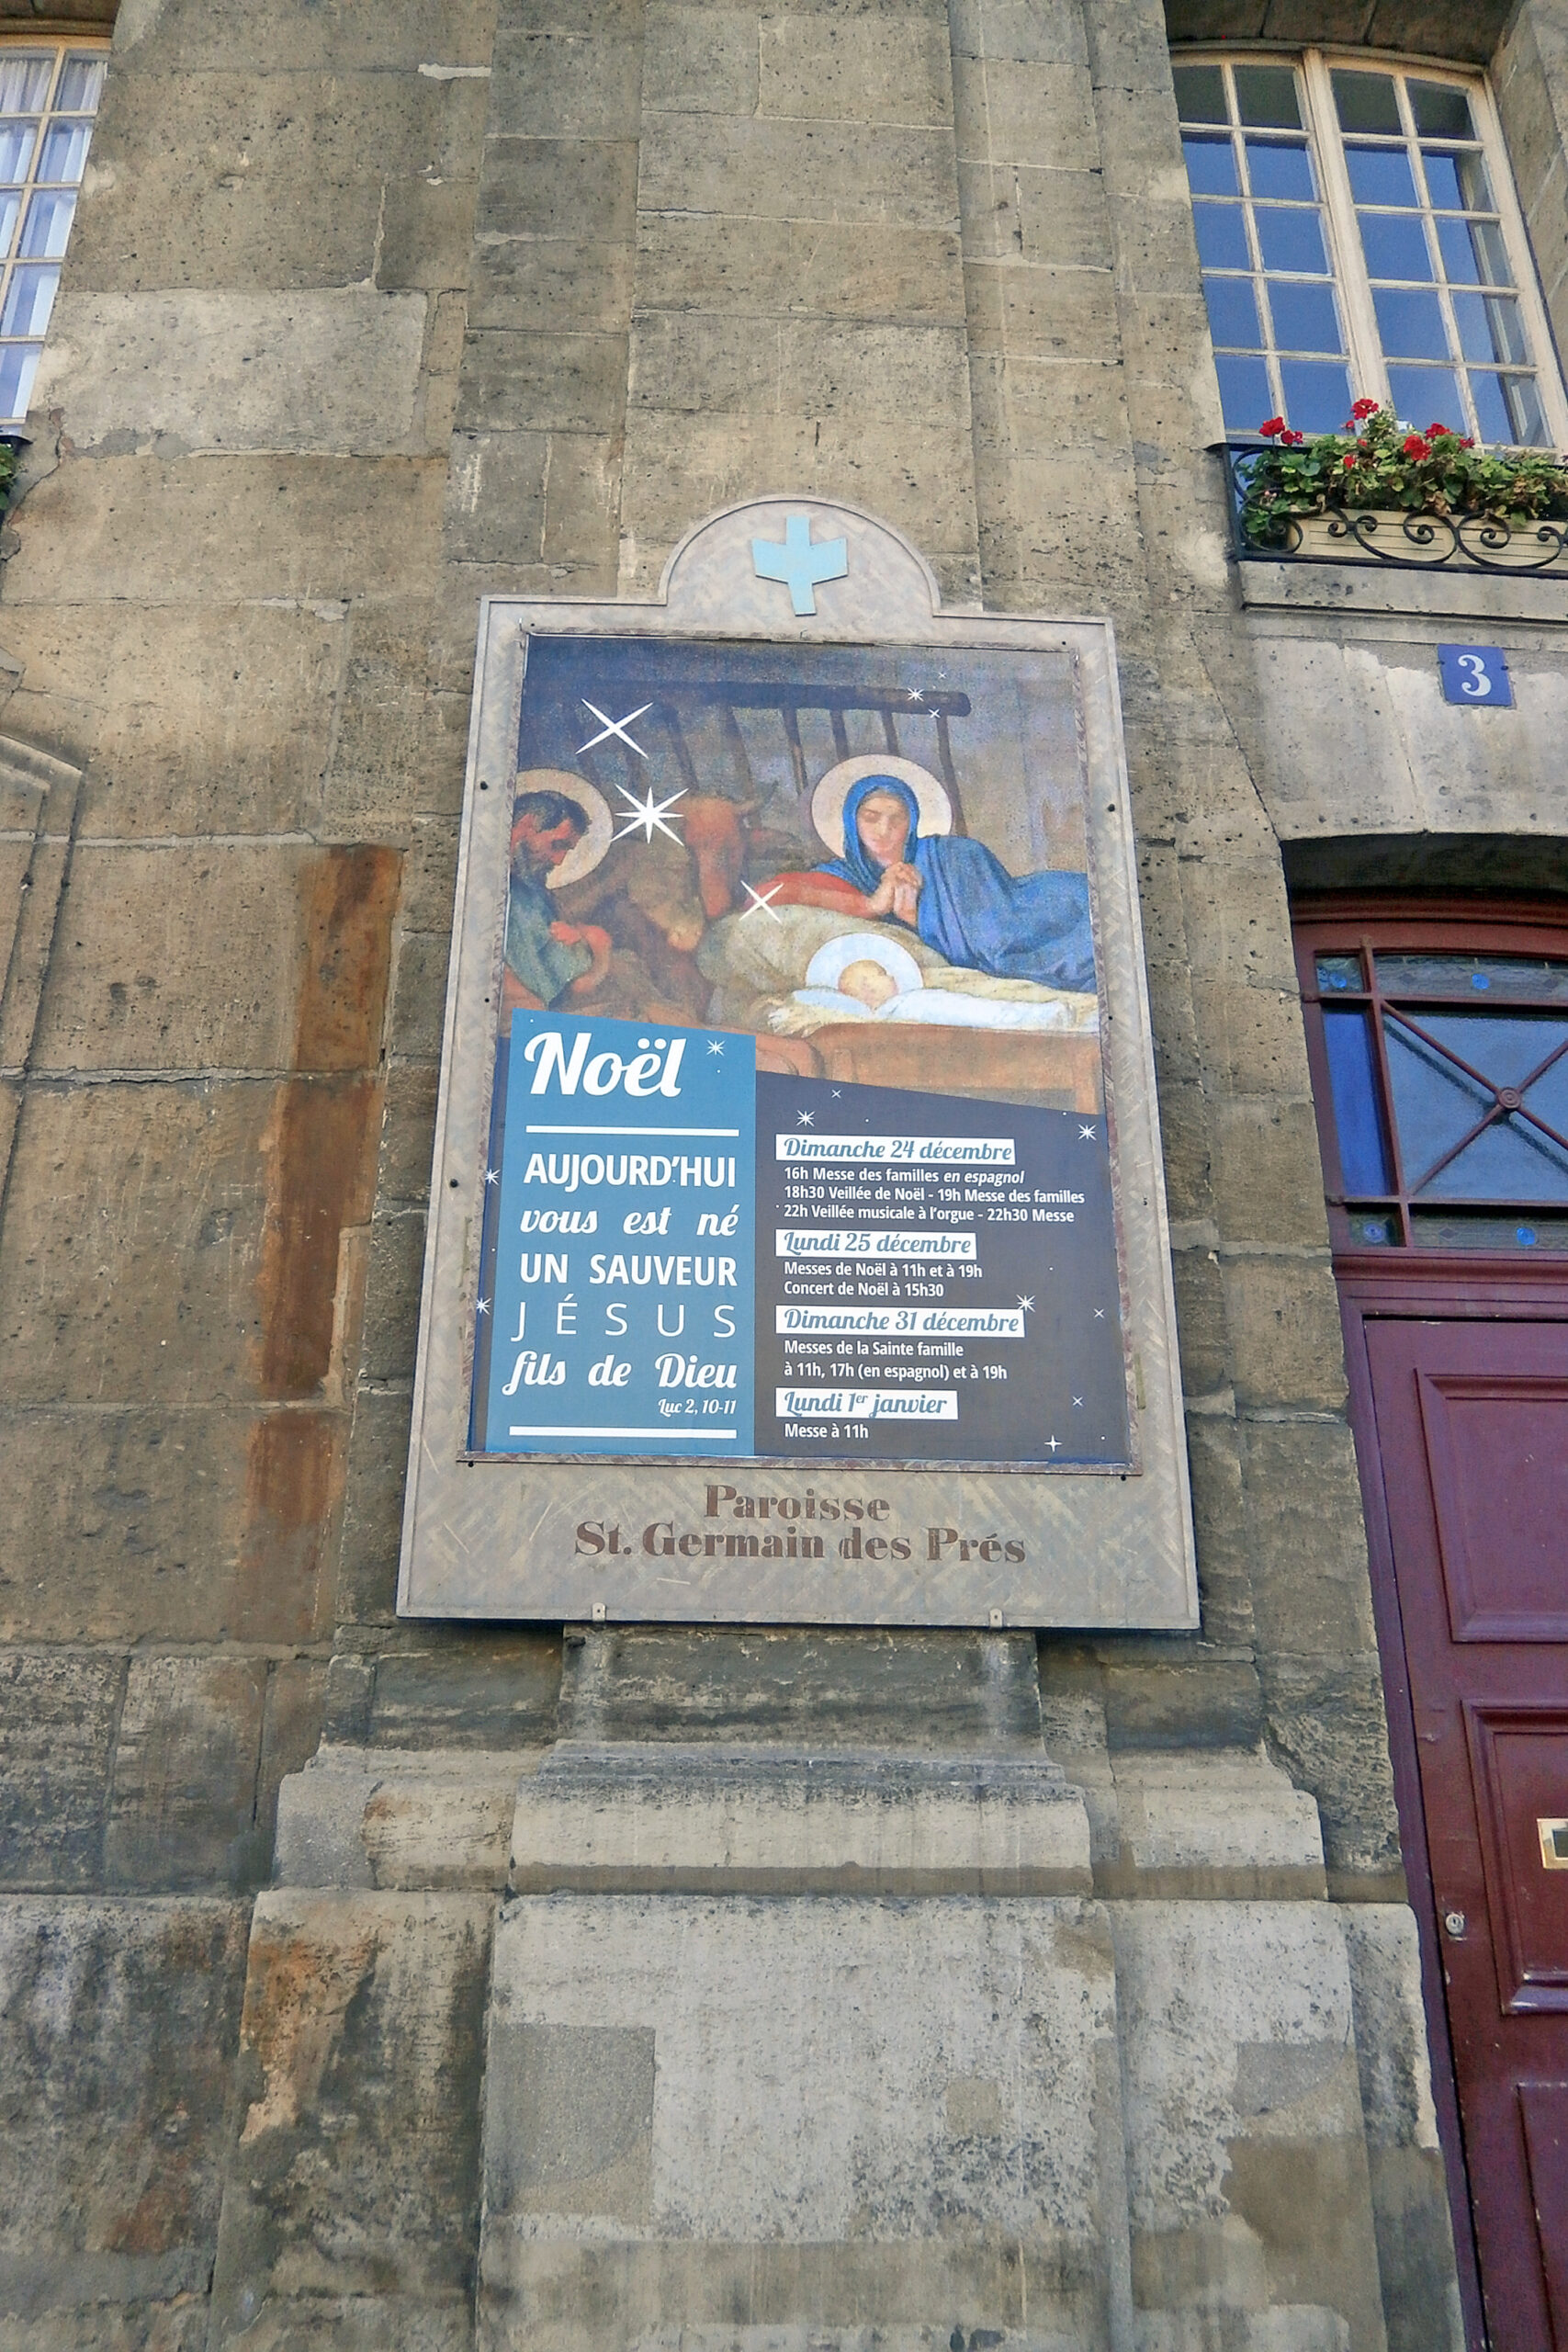 3
Noël
AUJOURD'HUI
vous est né
UN SAUVEUR
JÉSUS
fils de Dieu
Luc 2, 10-11
Dimanche 24 décembre
16h Messe des familles en espagnol
18h30 Veillée de Noël - 19h Messe des familles
22h Veillée musicale à l'orgue - 22h30 Messe
Lundi 25 décembre
Messes de Noël à 11h et à 19h
Concert de Noël à 15h30
Dimanche 31 décembre
Messes de la Sainte famille
à 11h, 17h (en espagnol) et à 19h
Lundi 1er janvier
Messe à 11h
Paroisse
St. Germain des Prés